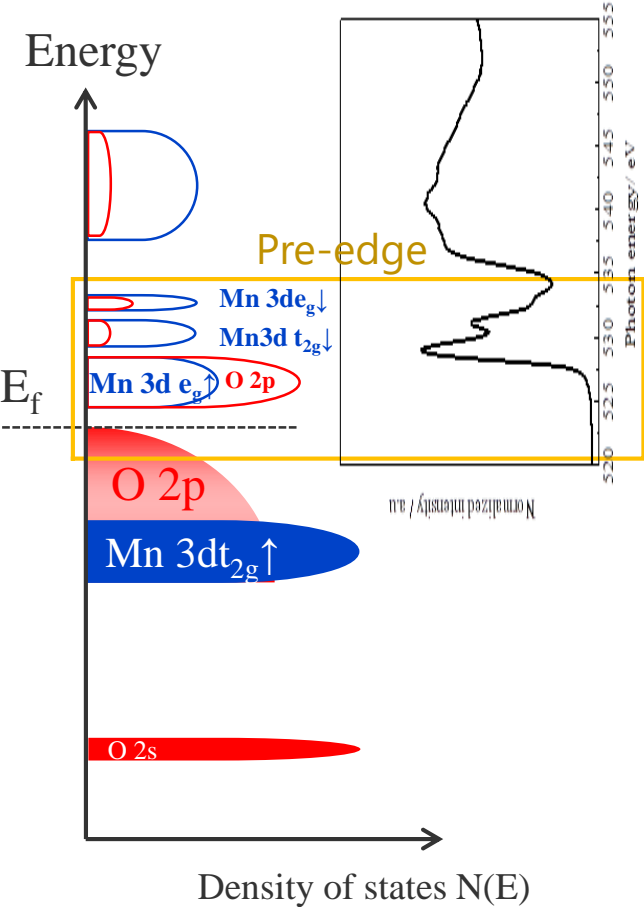 Energy
Pre-edge
Mn 3de_g↓
Mn3d t_2g↓
Mn 3d e_g↑ O 2p
E_f
O 2p
Mn 3dt_2g↑
O 2s
Density of states N(E)
520 525 530 535 540 545 550 555
Photon energy/ eV
Normalized intensity / a.u